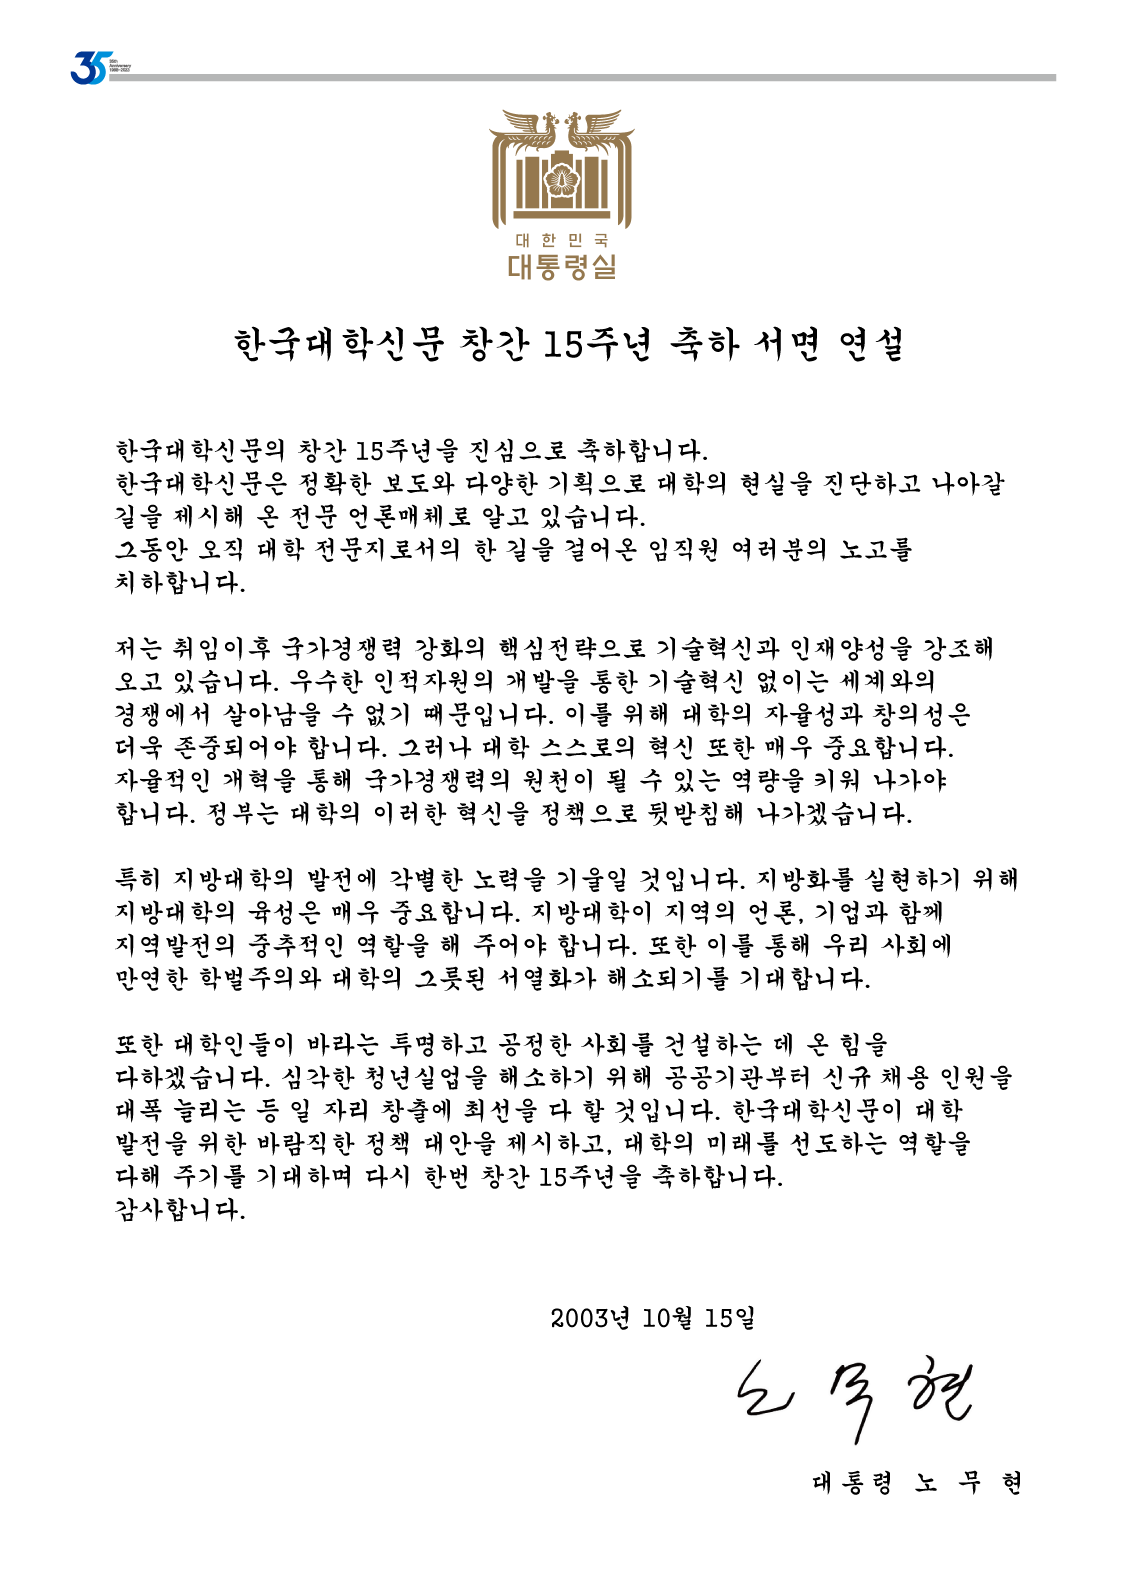 35
35th
Anniversary
1988-2023
대한민국
대통령실
한국대학신문 창간 15주년 축하 서면 연설
한국대학신문의 창간 15주년을 진심으로 축하합니다.
한국대학신문은 정확한 보도와 다양한 기획으로 대학의 현실을 진단하고 나아갈
길을 제시해 온 전문 언론매체로 알고 있습니다.
그동안 오직 대학 전문지로서의 한 길을 걸어온 임직원 여러분의 노고를
치하합니다.
저는 취임이후 국가경쟁력 강화의 핵심전략으로 기술혁신과 인재양성을 강조해
오고 있습니다. 우수한 인적자원의 개발을 통한 기술혁신 없이는 세계와의
경쟁에서 살아남을 수 없기 때문입니다. 이를 위해 대학의 자율성과 창의성은
더욱 존중되어야 합니다. 그러나 대학 스스로의 혁신 또한 매우 중요합니다.
자율적인 개혁을 통해 국가경쟁력의 원천이 될 수 있는 역량을 키워 나가야
합니다. 정부는 대학의 이러한 혁신을 정책으로 뒷받침해 나가겠습니다.
특히 지방대학의 발전에 각별한 노력을 기울일 것입니다. 지방화를 실현하기 위해
지방대학의 육성은 매우 중요합니다. 지방대학이 지역의 언론, 기업과 함께
지역발전의 중추적인 역할을 해 주어야 합니다. 또한 이를 통해 우리 사회에
만연한 학벌주의와 대학의 그릇된 서열화가 해소되기를 기대합니다.
또한 대학인들이 바라는 투명하고 공정한 사회를 건설하는 데 온 힘을
다하겠습니다. 심각한 청년실업을 해소하기 위해 공공기관부터 신규 채용 인원을
대폭 늘리는 등 일 자리 창출에 최선을 다 할 것입니다. 한국대학신문이 대학
발전을 위한 바람직한 정책 대안을 제시하고, 대학의 미래를 선도하는 역할을
다해 주기를 기대하며 다시 한번 창간 15주년을 축하합니다.
감사합니다.
2003년 10월 15일
노무현
대통령 노 무 현